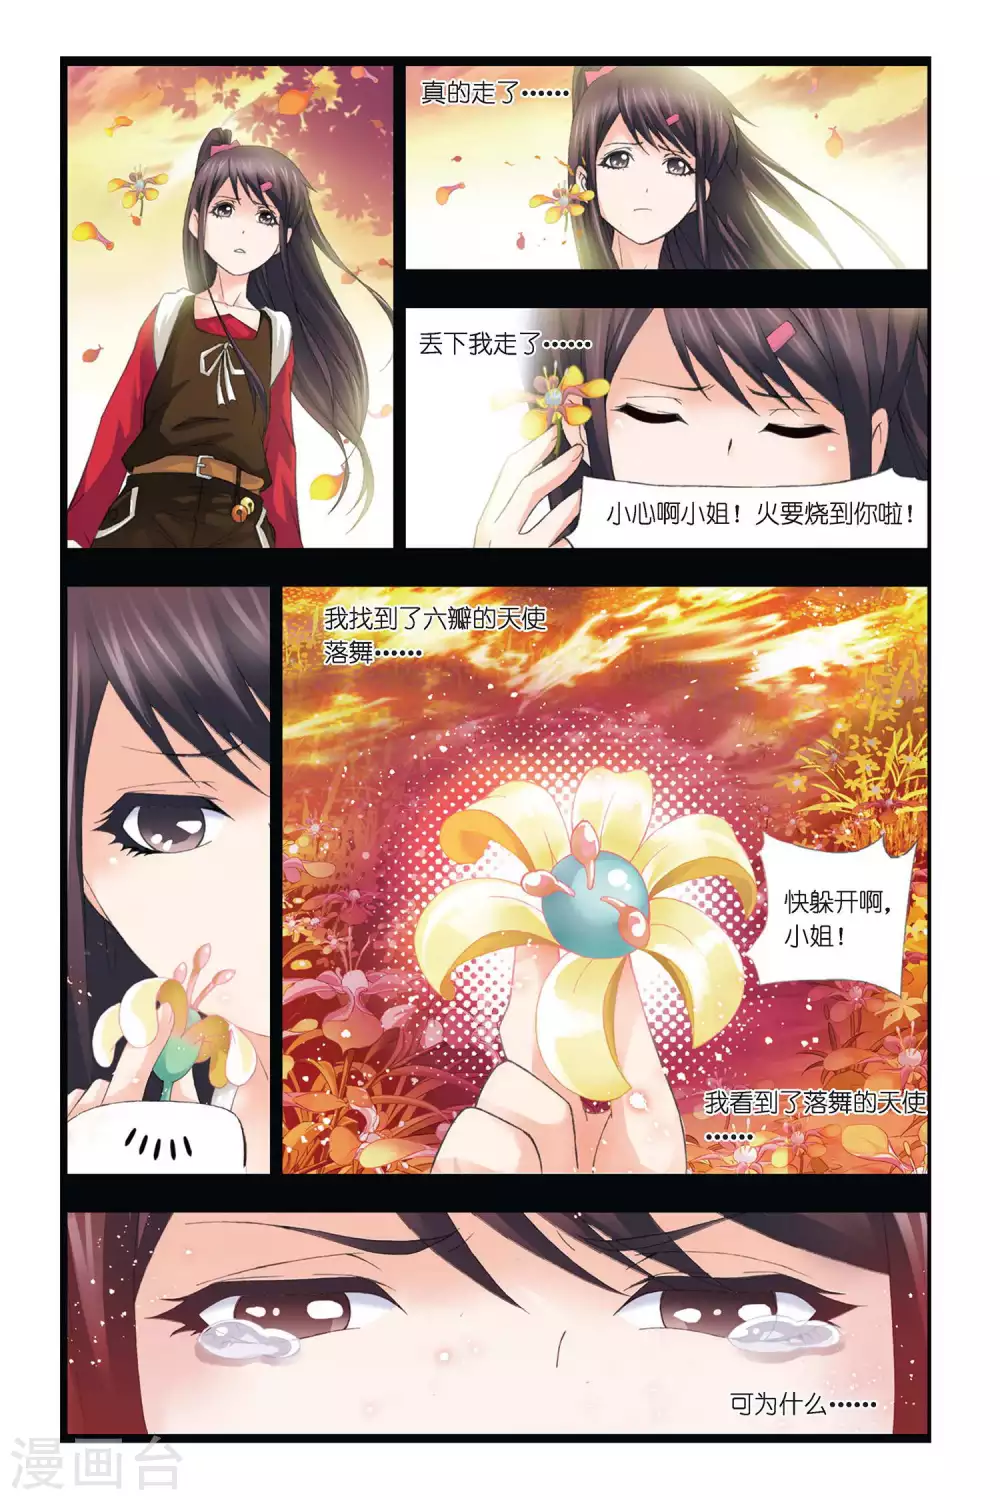 真的走了……
丢下我走了……
小心啊小姐！火要烧到你啦！
我找到了六瓣的天使
落舞……
快躲开啊，
小姐！
我看到了落舞的天使
……
可为什么……
漫画台